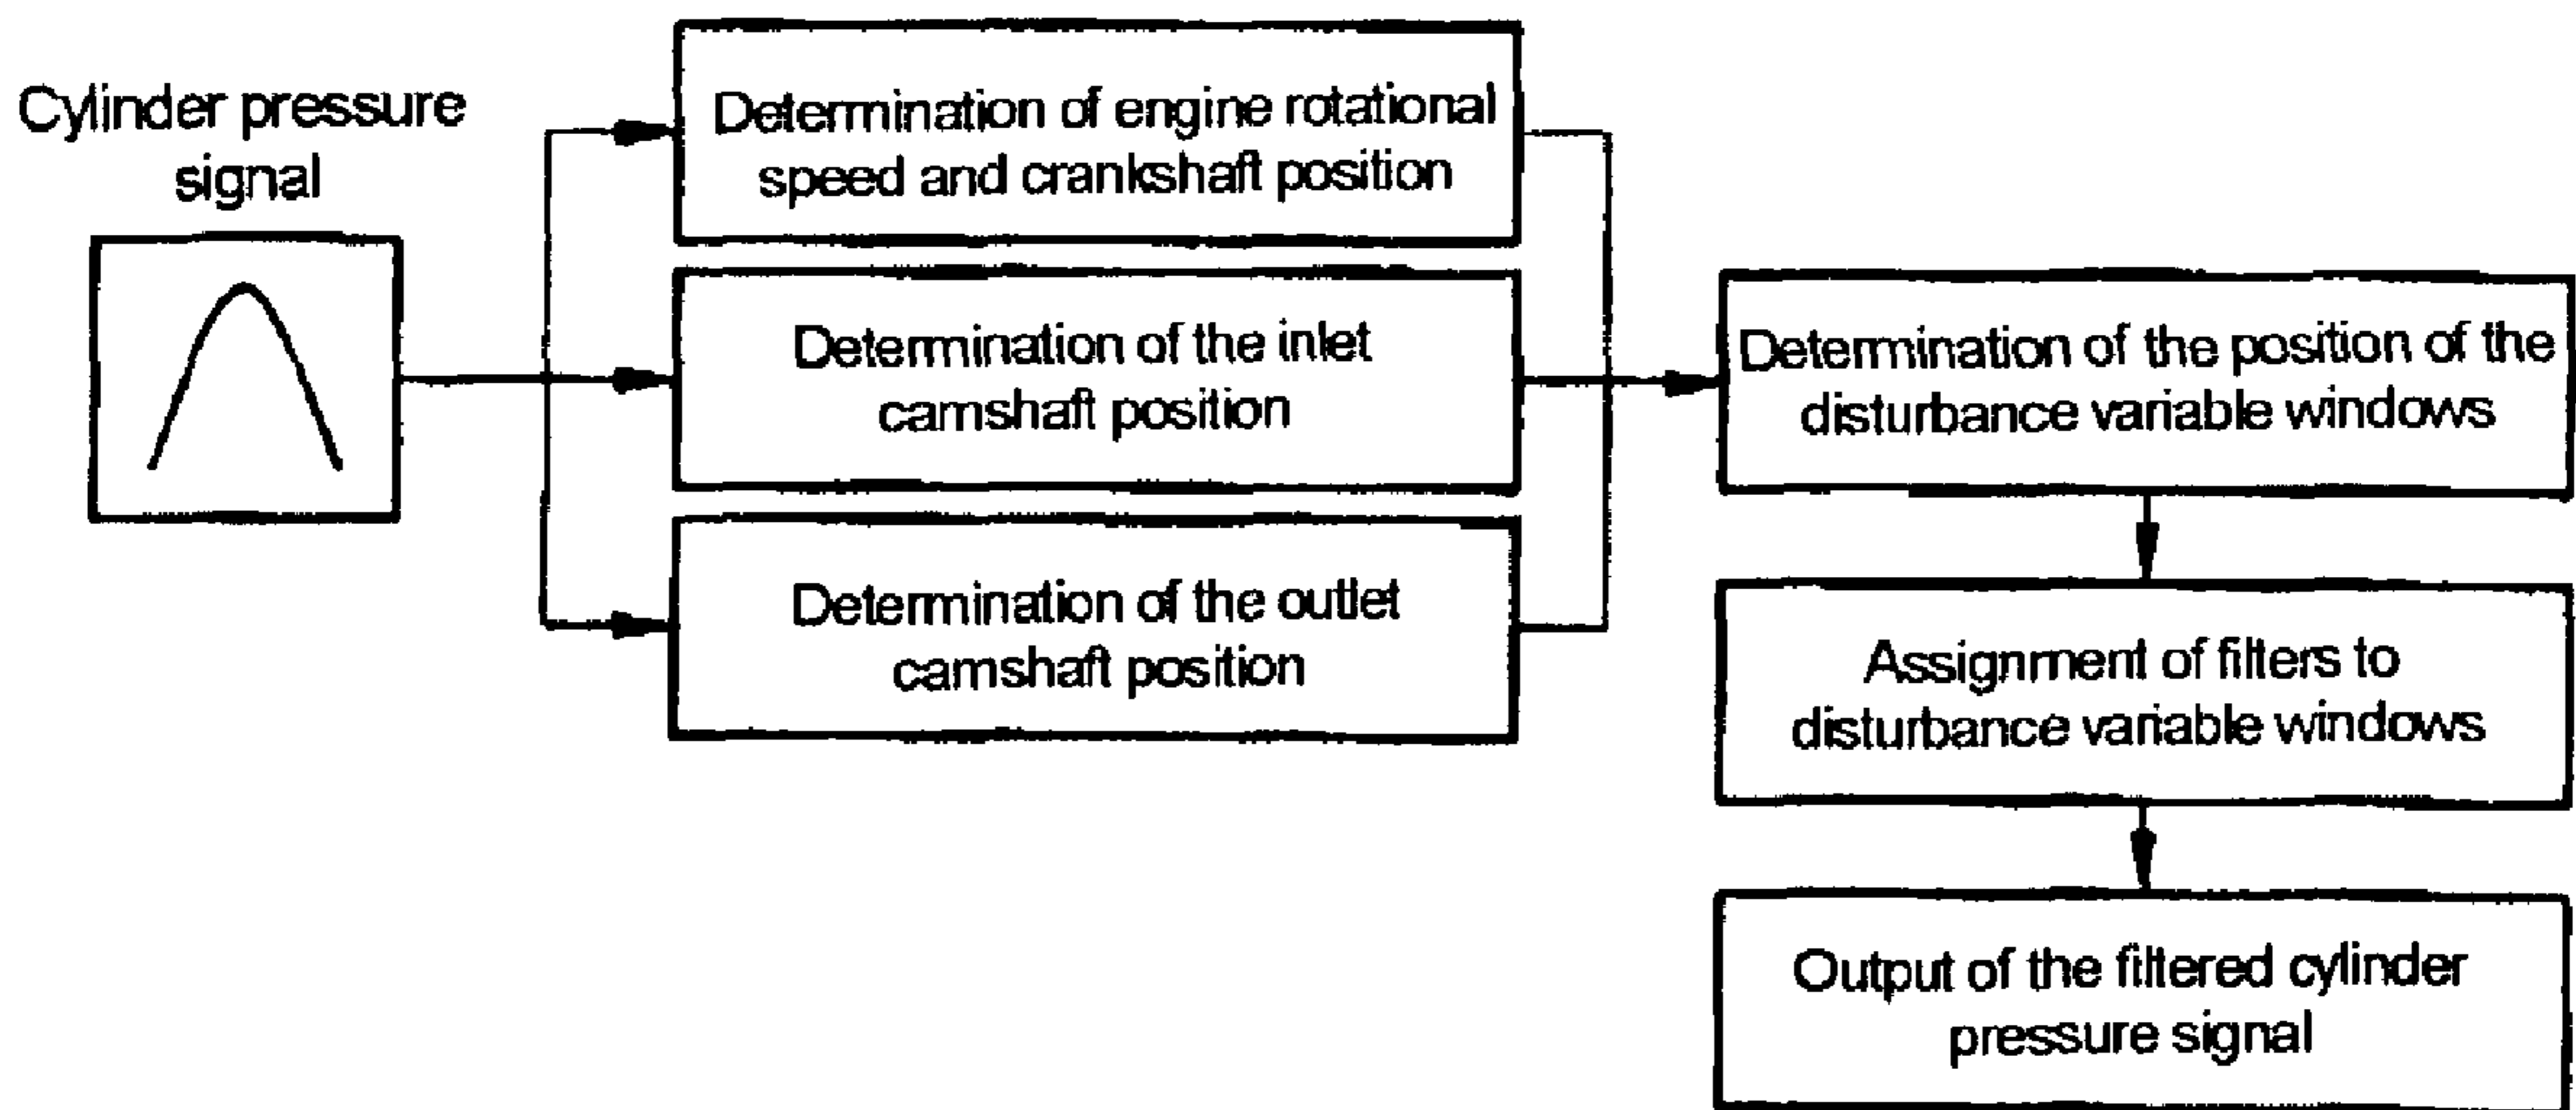 Cylinder pressure
signal
Determination of engine rotational
speed and crankshaft position
Determination of the inlet
camshaft position
Determination of the outlet
camshaft position
Determination of the position of the
disturbance variable windows
Assignment of filters to
disturbance variable windows
Output of the filtered cylinder
pressure signal